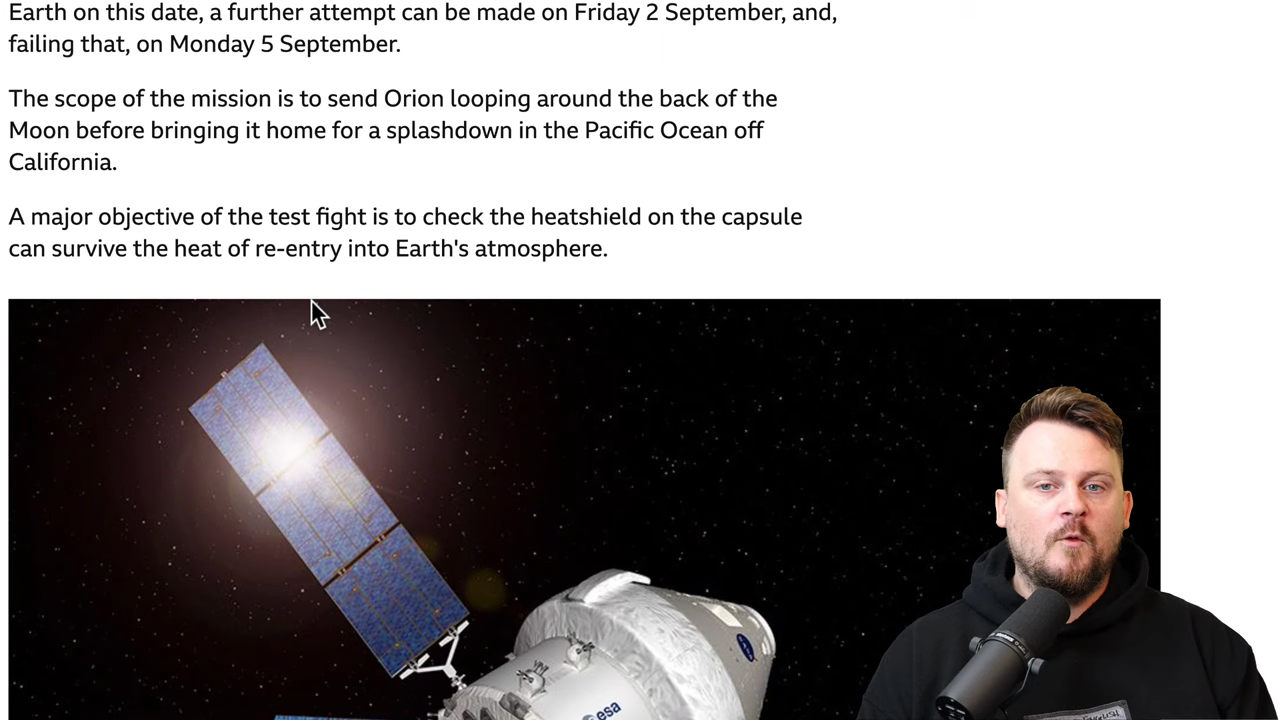 Earth on this date, a further attempt can be made on Friday 2 September, and,
failing that, on Monday 5 September.
The scope of the mission is to send Orion looping around the back of the
Moon before bringing it home for a splashdown in the Pacific Ocean off
California.
A major objective of the test fight is to check the heatshield on the capsule
can survive the heat of re-entry into Earth's atmosphere.
esa